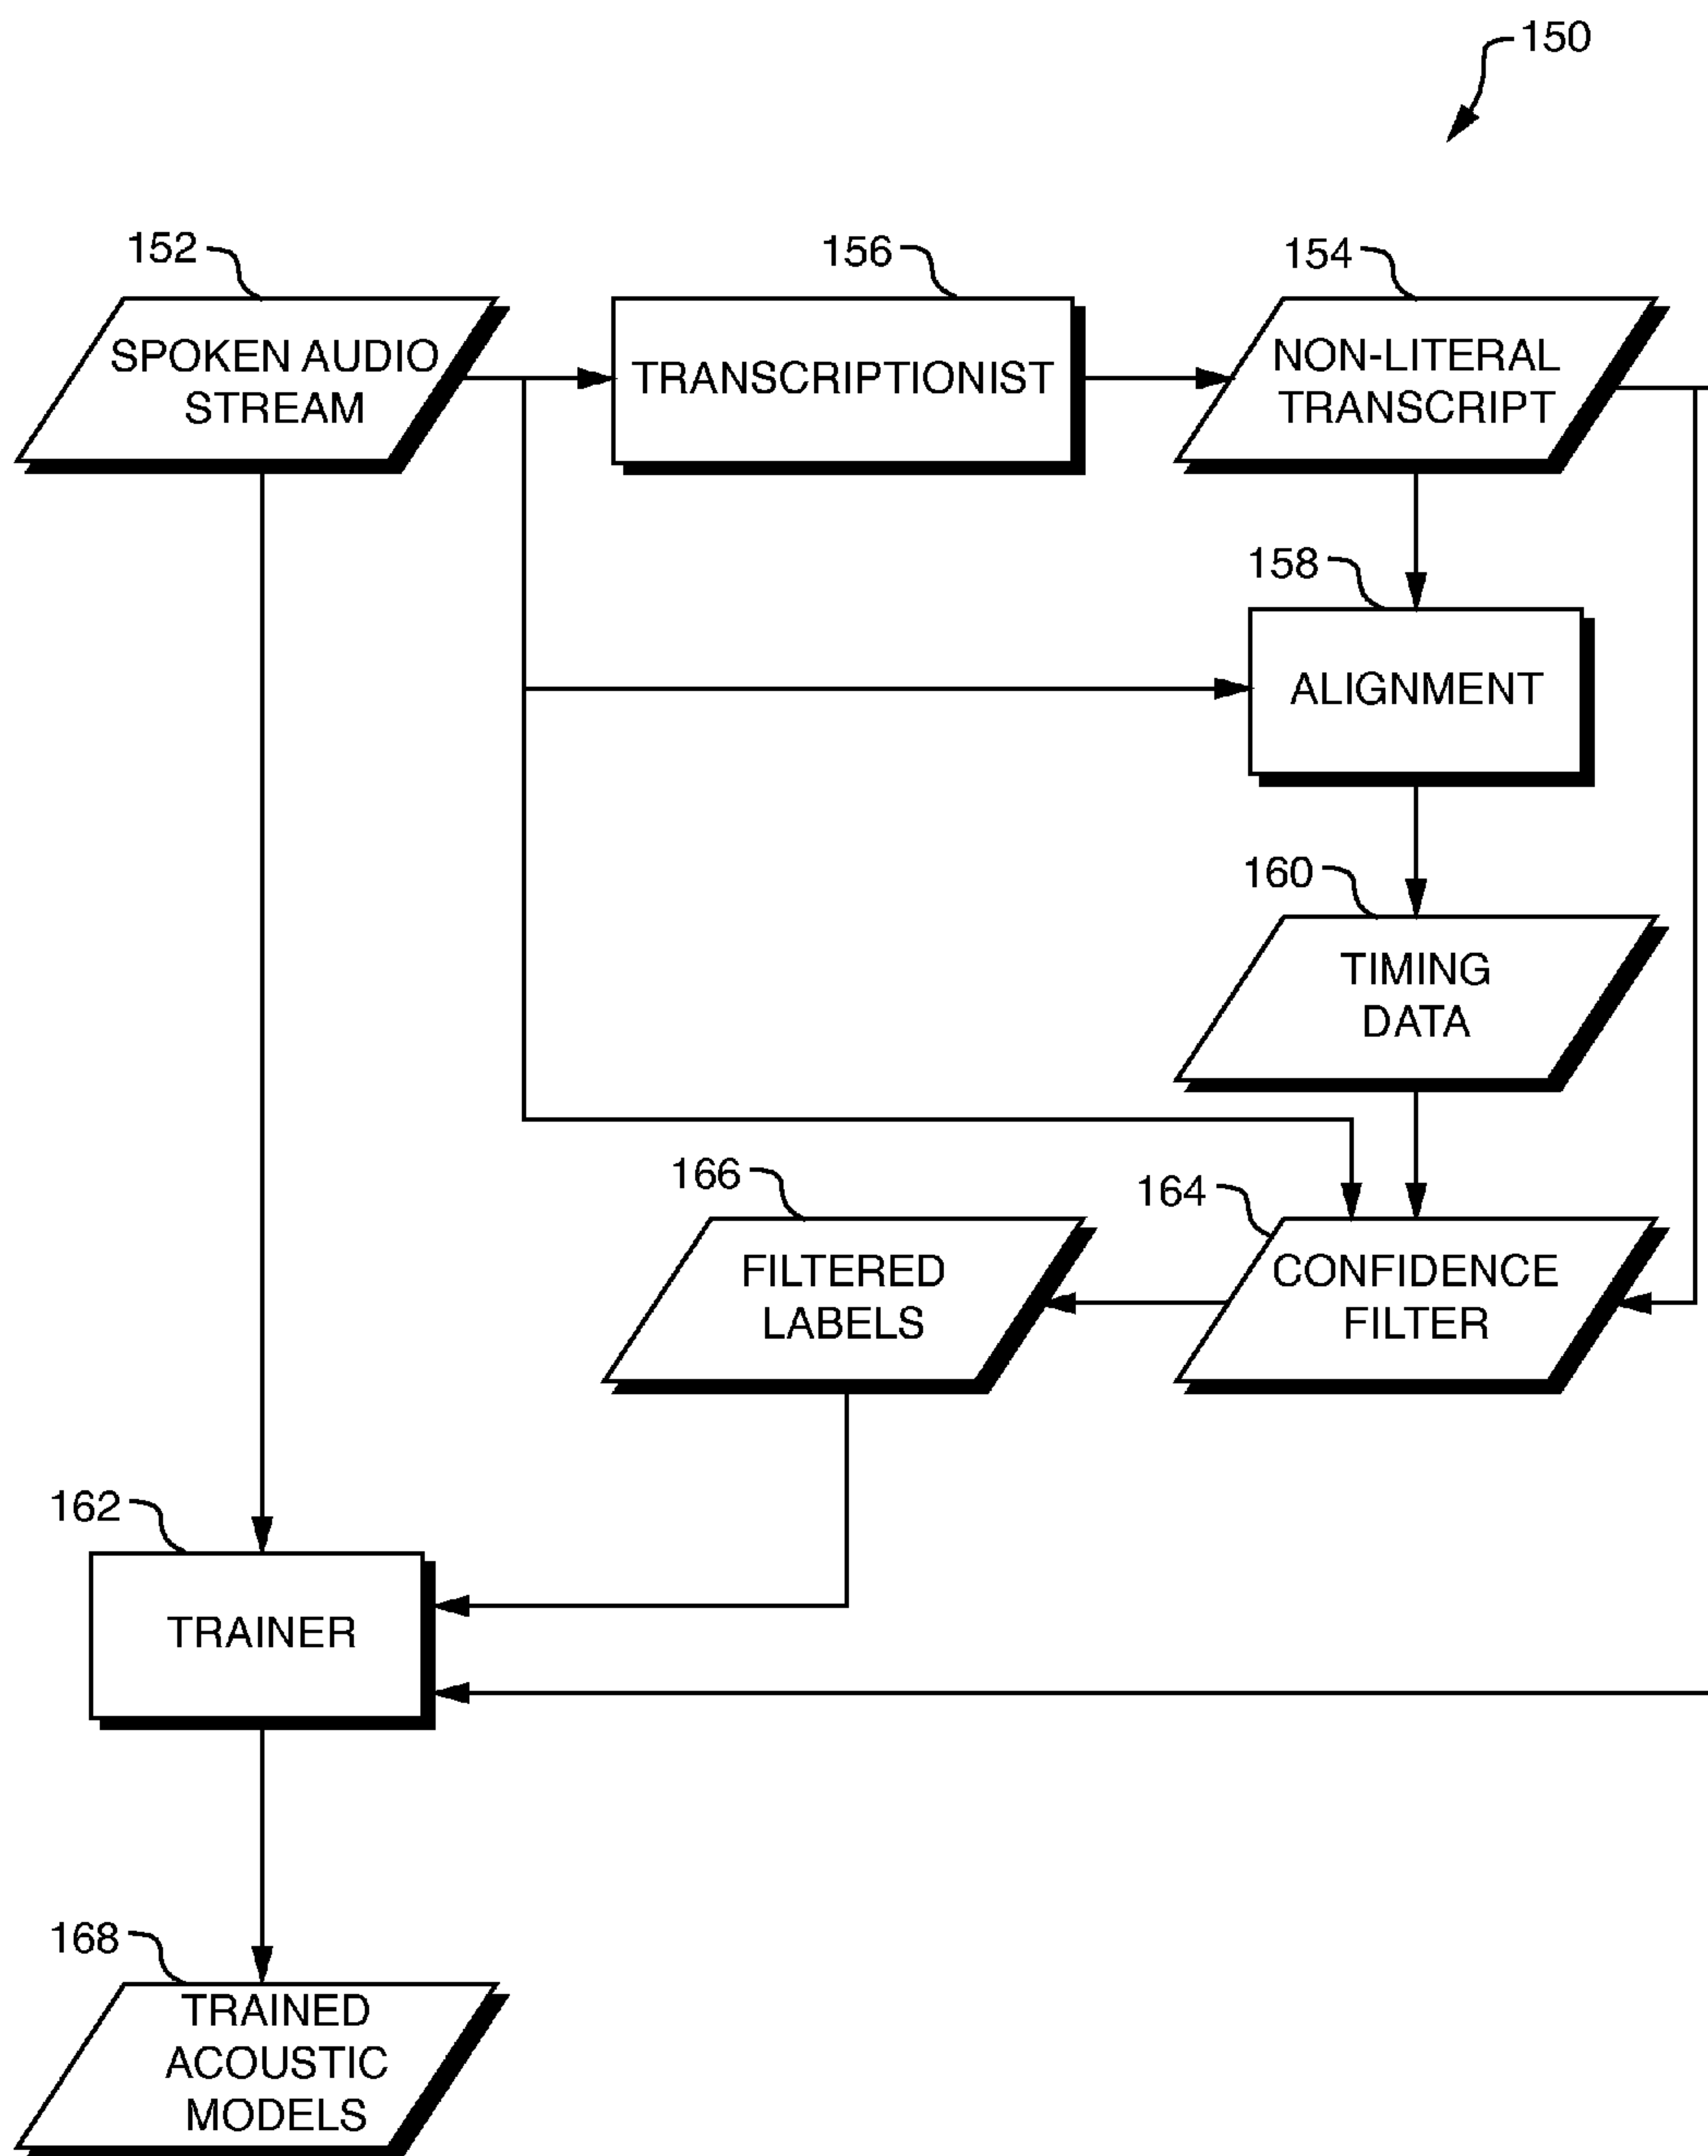 150
152
156
154
SPOKEN AUDIO
STREAM
TRANSCRIPTIONIST
NON-LITERAL
TRANSCRIPT
158
ALIGNMENT
160
TIMING
DATA
166
164
FILTERED
LABELS
CONFIDENCE
FILTER
162
TRAINER
168
TRAINED
ACOUSTIC
MODELS